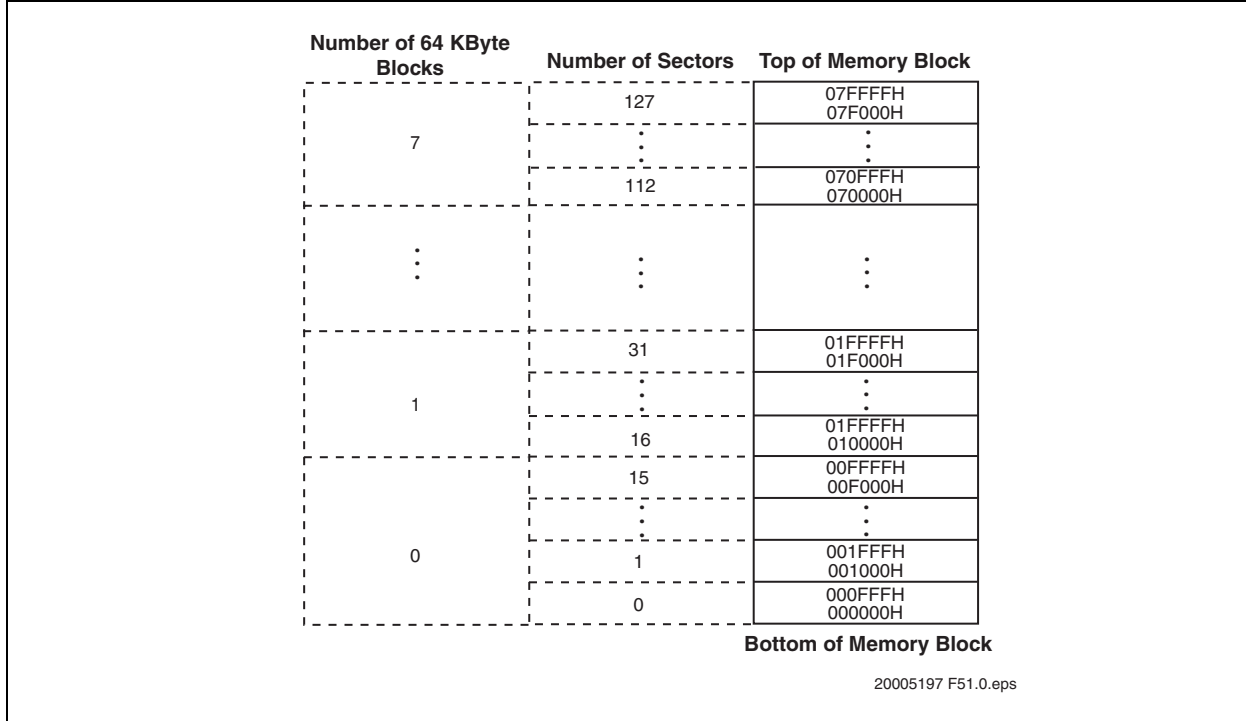 Number of 64 KByte
Blocks
Number of Sectors
Top of Memory Block
7
127
07FFFFH
07F000H
112
070FFFH
070000H
1
31
01FFFFH
01F000H
16
01FFFFH
010000H
0
15
00FFFFH
00F000H
1
001FFFH
001000H
0
000FFFH
000000H
Bottom of Memory Block
20005197 F51.0.eps